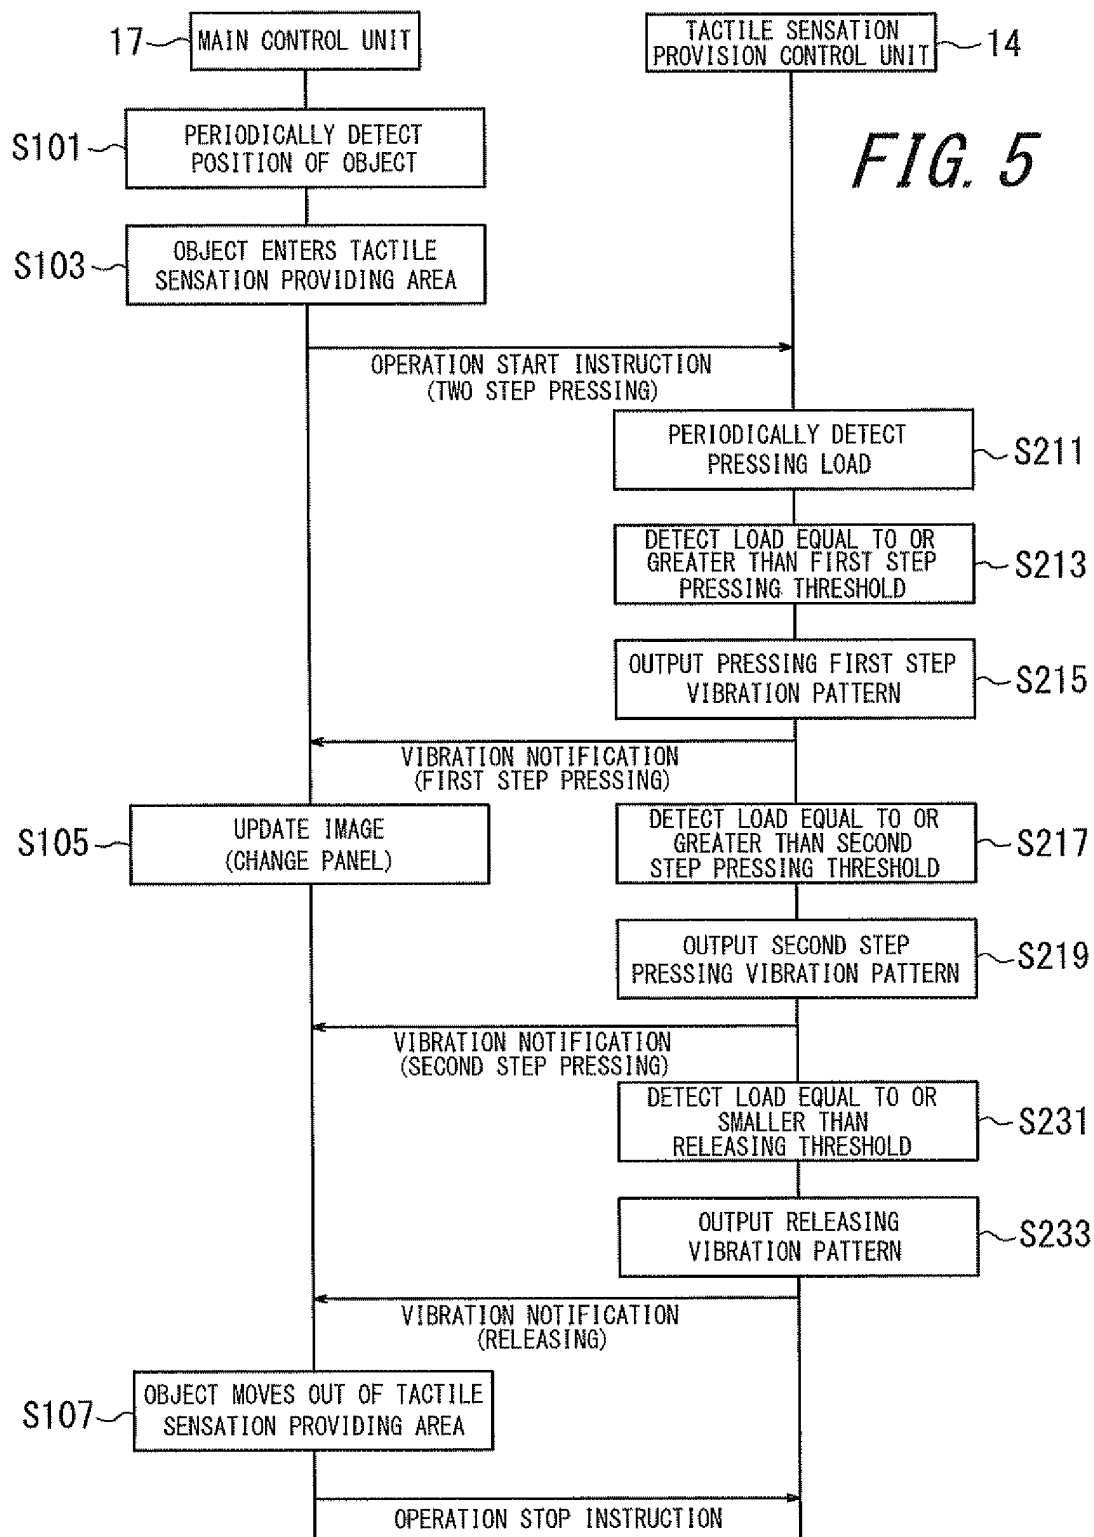 17
MAIN CONTROL UNIT
TACTILE SENSATION
PROVISION CONTROL UNIT
14
FIG. 5
S101
PERIODICALLY DETECT
POSITION OF OBJECT
S103
OBJECT ENTERS TACTILE
SENSATION PROVIDING AREA
OPERATION START INSTRUCTION
(TWO STEP PRESSING)
PERIODICALLY DETECT
PRESSING LOAD
S211
DETECT LOAD EQUAL TO OR
GREATER THAN FIRST STEP
PRESSING THRESHOLD
S213
OUTPUT PRESSING FIRST STEP
VIBRATION PATTERN
S215
VIBRATION NOTIFICATION
(FIRST STEP PRESSING)
S105
UPDATE IMAGE
(CHANGE PANEL)
DETECT LOAD EQUAL TO OR
GREATER THAN SECOND
STEP PRESSING THRESHOLD
S217
OUTPUT SECOND STEP
PRESSING VIBRATION PATTERN
S219
VIBRATION NOTIFICATION
(SECOND STEP PRESSING)
DETECT LOAD EQUAL TO OR
SMALLER THAN
RELEASING THRESHOLD
S231
OUTPUT RELEASING
VIBRATION PATTERN
S233
VIBRATION NOTIFICATION
(RELEASING)
S107
OBJECT MOVES OUT OF TACTILE
SENSATION PROVIDING AREA
OPERATION STOP INSTRUCTION